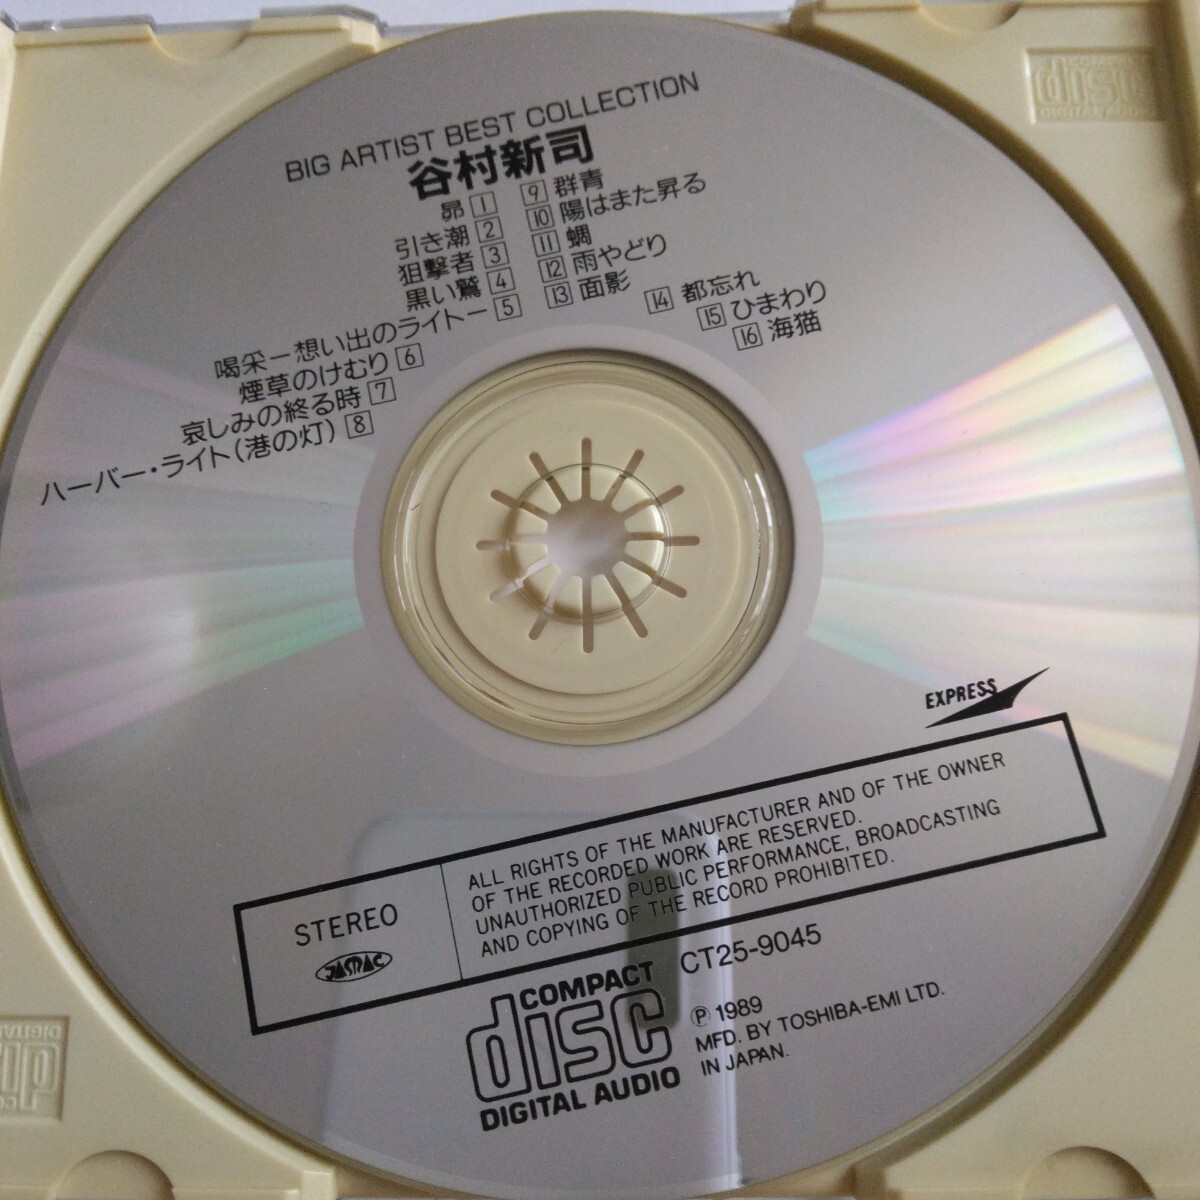 BIG ARTIST BEST COLLECTION
谷村新司
昴 1
引き潮 2
狙撃者 3
黒い鷲 4
喝采－想い出のライト－ 5
煙草のけむり 6
哀しみの終る時 7
ハーバー・ライト(港の灯) 8
9 群青
10 陽はまた昇る
11 蜩
12 雨やどり
13 面影
14 都忘れ
15 ひまわり
16 海猫
EXPRESS
STEREO
JASRAC
ALL RIGHTS OF THE MANUFACTURER AND OF THE OWNER
OF THE RECORDED WORK ARE RESERVED.
UNAUTHORIZED PUBLIC PERFORMANCE, BROADCASTING
AND COPYING OF THE RECORD PROHIBITED.
COMPACT
disc
DIGITAL AUDIO
CT25-9045
Ⓟ 1989
MFD. BY TOSHIBA-EMI LTD.
IN JAPAN.
COMPACT
disc
DIGITAL AUDIO